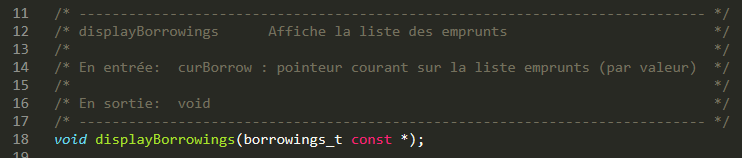 11 /* ------------------------------------------------------------------------- */
12 /* displayBorrowings      Affiche la liste des emprunts                      */
13 /*                                                                           */
14 /* En entrée:  curBorrow : pointeur courant sur la liste emprunts (par valeur)  */
15 /*                                                                           */
16 /* En sortie:  void                                                          */
17 /* ------------------------------------------------------------------------- */
18 void displayBorrowings(borrowings_t const *);
19